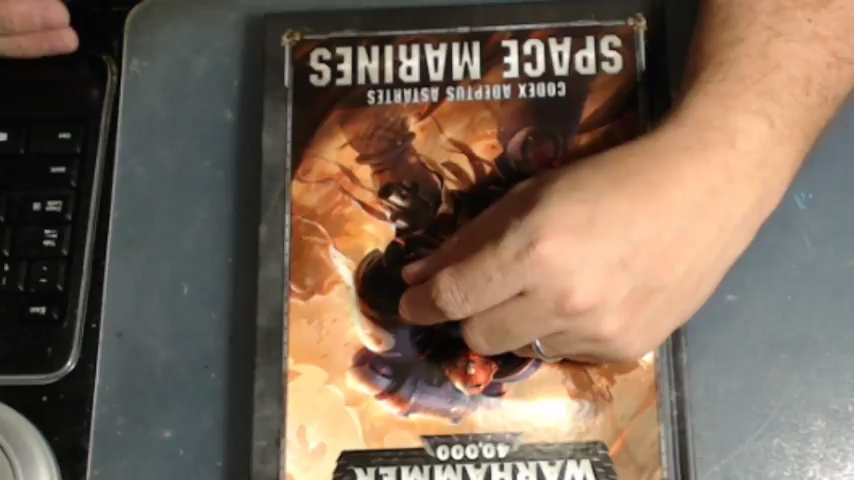 WARHAMMER
40,000
CODEX ADEPTUS ASTARTES
SPACE MARINES